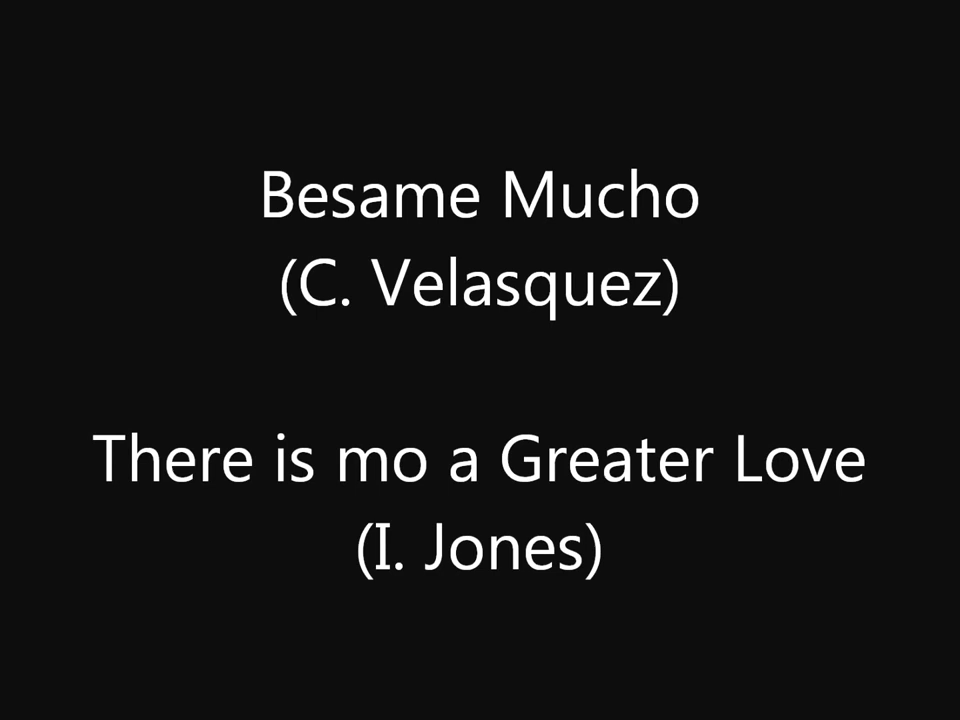 Besame Mucho
(C. Velasquez)
There is mo a Greater Love
(I. Jones)